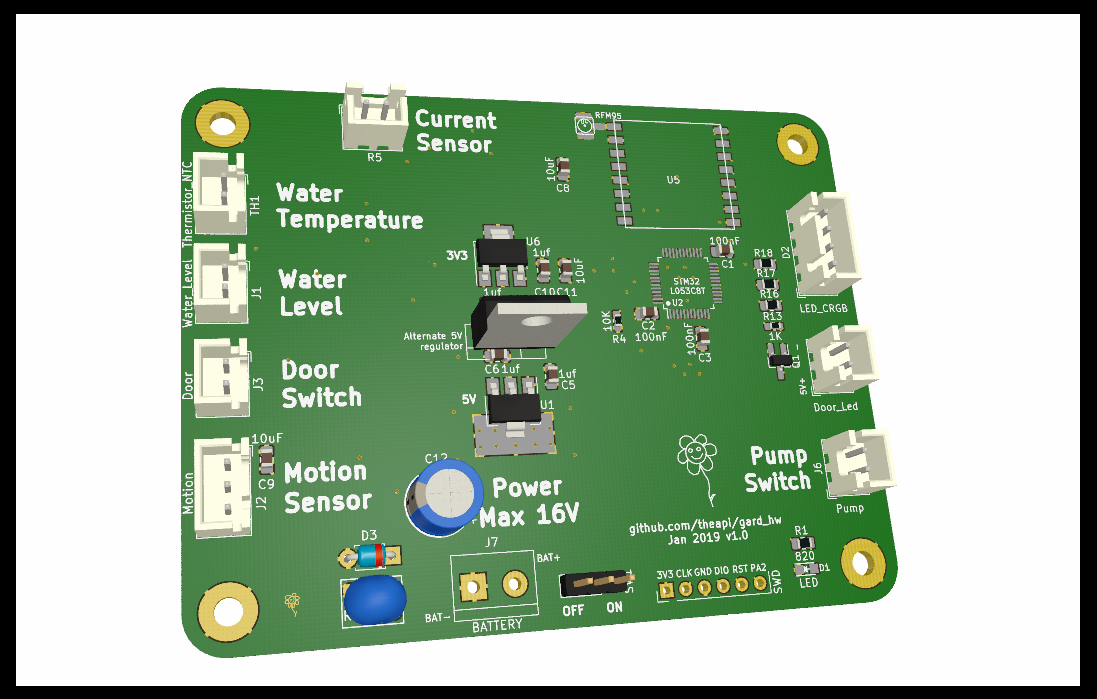 Current
Sensor
R5
RFM95
10uF
C8
U5
Thermistor_NTC
TH1
Water
Temperature
3V3
U6
1uf
10uF
C10
C11
1uf
100nF
C1
STM32
L053C8T
U2
R18
R17
R16
R13
1K
Q1
D2
LED_CRGB
Water_Level
J1
Water
Level
10K
R4
C2
100nF
100nF
C3
Alternate 5V
regulator
C6
1uf
1uf
C5
5V
U1
Door
J3
Door
Switch
5V+
-
Door_Led
10uF
C9
Motion
J2
Motion
Sensor
C12
+
Power
Max 16V
Pump
Switch
J6
Pump
github.com/theapi/gard_hw
Jan 2019 v1.0
D3
J7
BAT+
BAT-
BATTERY
OFF ON
3V3 CLK GND DIO RST PA2
SWD
R1
820
D1
LED